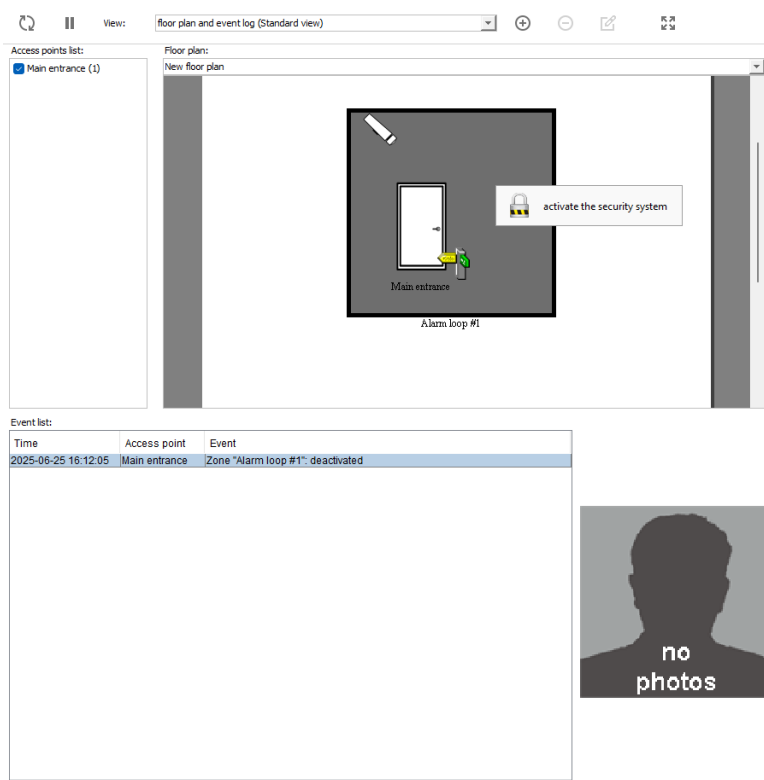 View:
floor plan and event log (Standard view)
Access points list:
Floor plan:
Main entrance (1)
New floor plan
activate the security system
Main entrance
Alarm loop #1
Event list:
Time Access point Event
2025-06-25 16:12:05 Main entrance Zone "Alarm loop #1": deactivated
no
photos